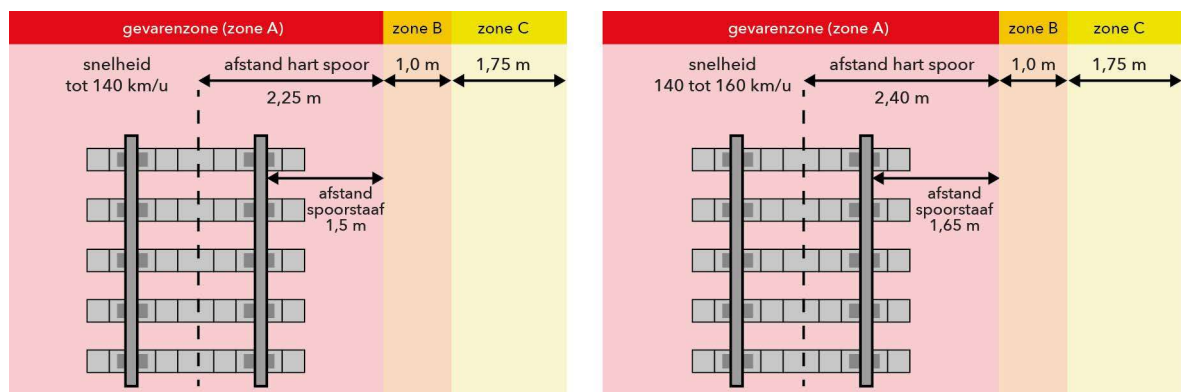 gevarenzone (zone A)
zone B
zone C
snelheid
tot 140 km/u
afstand hart spoor
2,25 m
1,0 m
1,75 m
afstand
spoorstaaf
1,5 m
gevarenzone (zone A)
zone B
zone C
snelheid
140 tot 160 km/u
afstand hart spoor
2,40 m
1,0 m
1,75 m
afstand
spoorstaaf
1,65 m